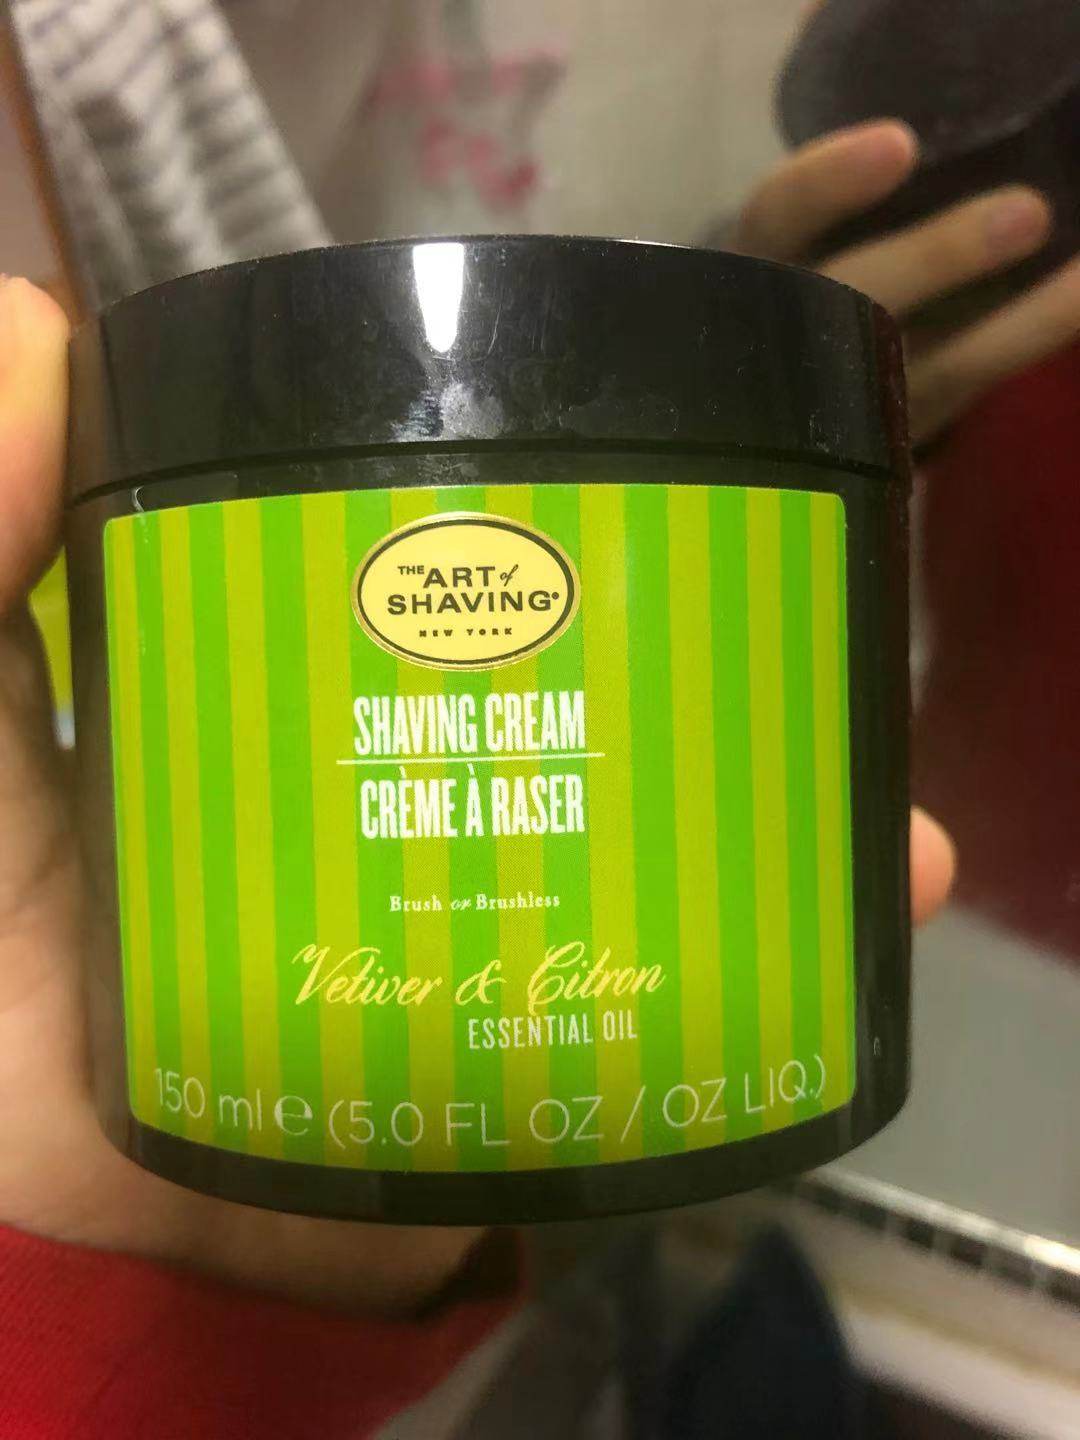 THE ART of
SHAVING
NEW YORK
SHAVING CREAM
CRÈME À RASER
Brush or Brushless
Vetiver & Citron
ESSENTIAL OIL
150 ml e (5.0 FL OZ / OZ LIQ.)